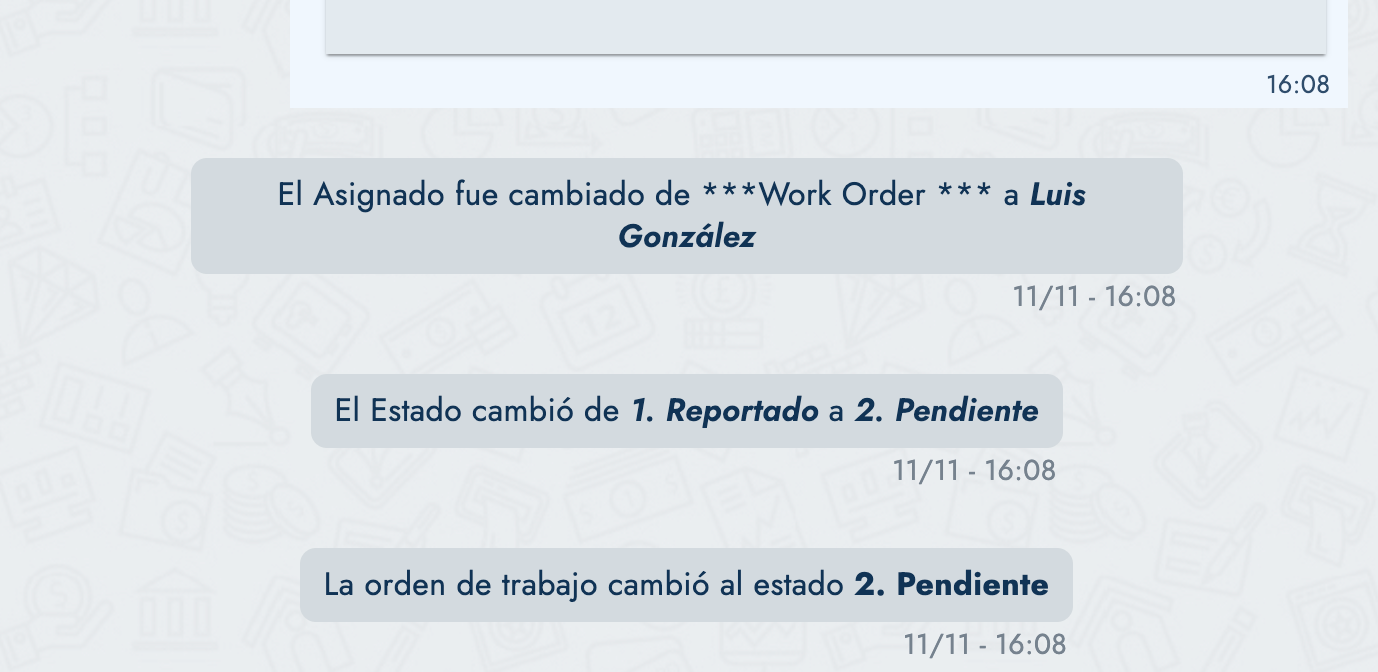 16:08
El Asignado fue cambiado de ***Work Order *** a Luis
González
11/11 - 16:08
El Estado cambió de 1. Reportado a 2. Pendiente
11/11 - 16:08
La orden de trabajo cambió al estado 2. Pendiente
11/11 - 16:08